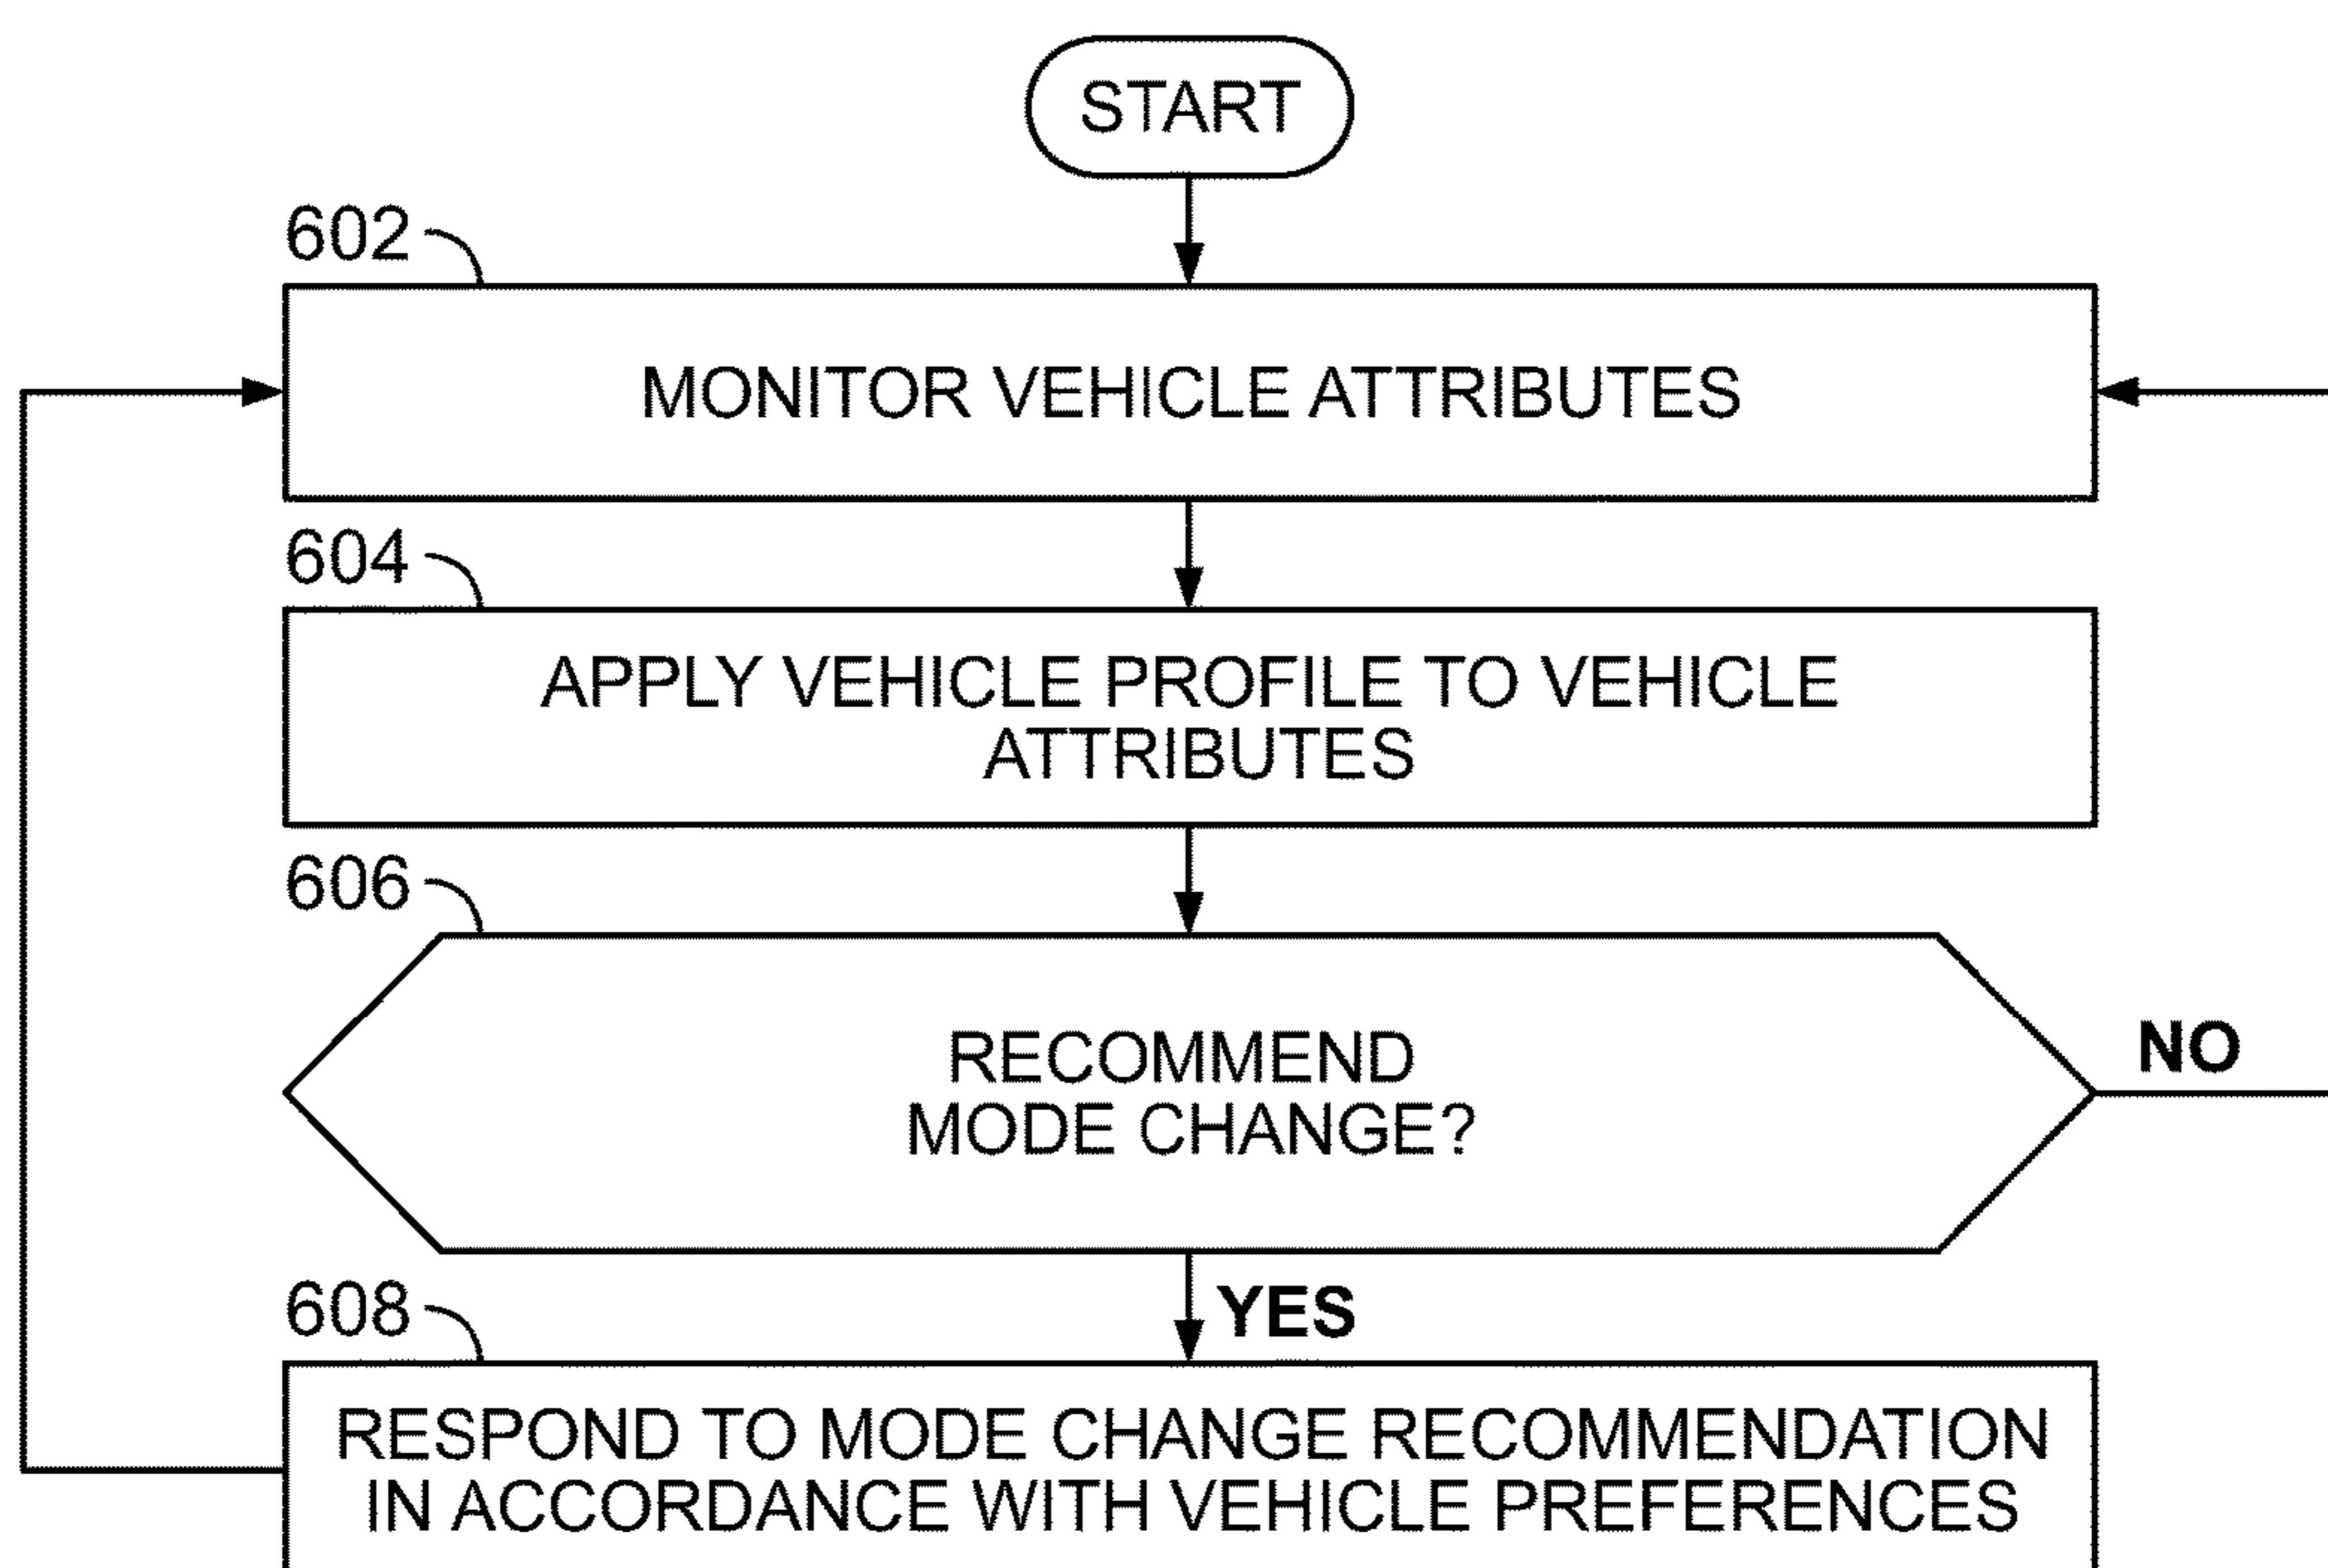 START
602
MONITOR VEHICLE ATTRIBUTES
604
APPLY VEHICLE PROFILE TO VEHICLE
ATTRIBUTES
606
RECOMMEND
MODE CHANGE?
NO
YES
608
RESPOND TO MODE CHANGE RECOMMENDATION
IN ACCORDANCE WITH VEHICLE PREFERENCES